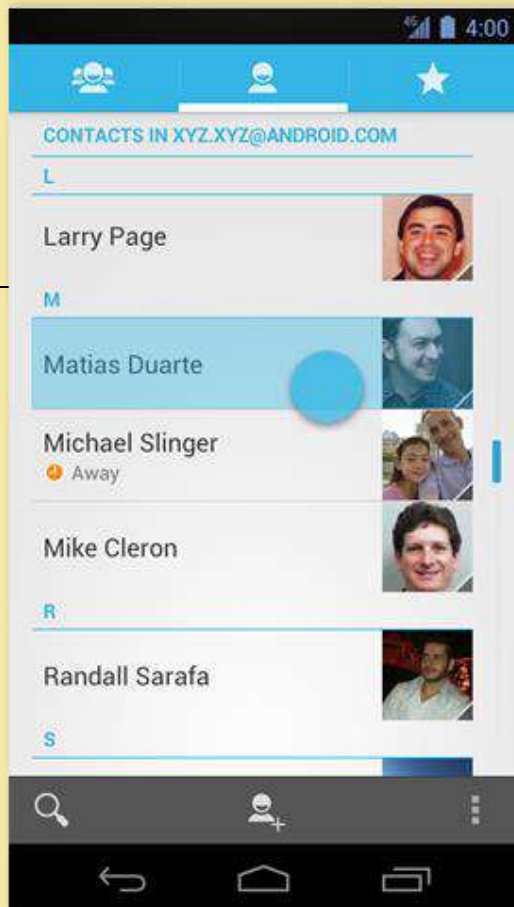 4G
4:00
CONTACTS IN XYZ.XYZ@ANDROID.COM
L
Larry Page
M
Matias Duarte
Michael Slinger
Away
Mike Cleron
R
Randall Sarafa
S